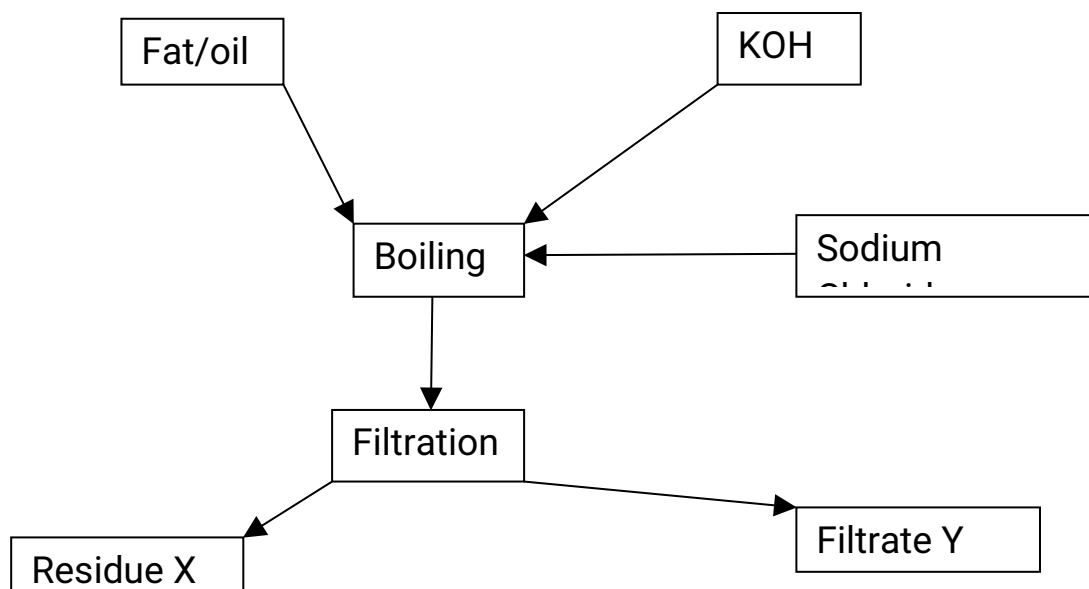 Fat/oil
KOH
Boiling
Sodium
Filtration
Filtrate Y
Residue X